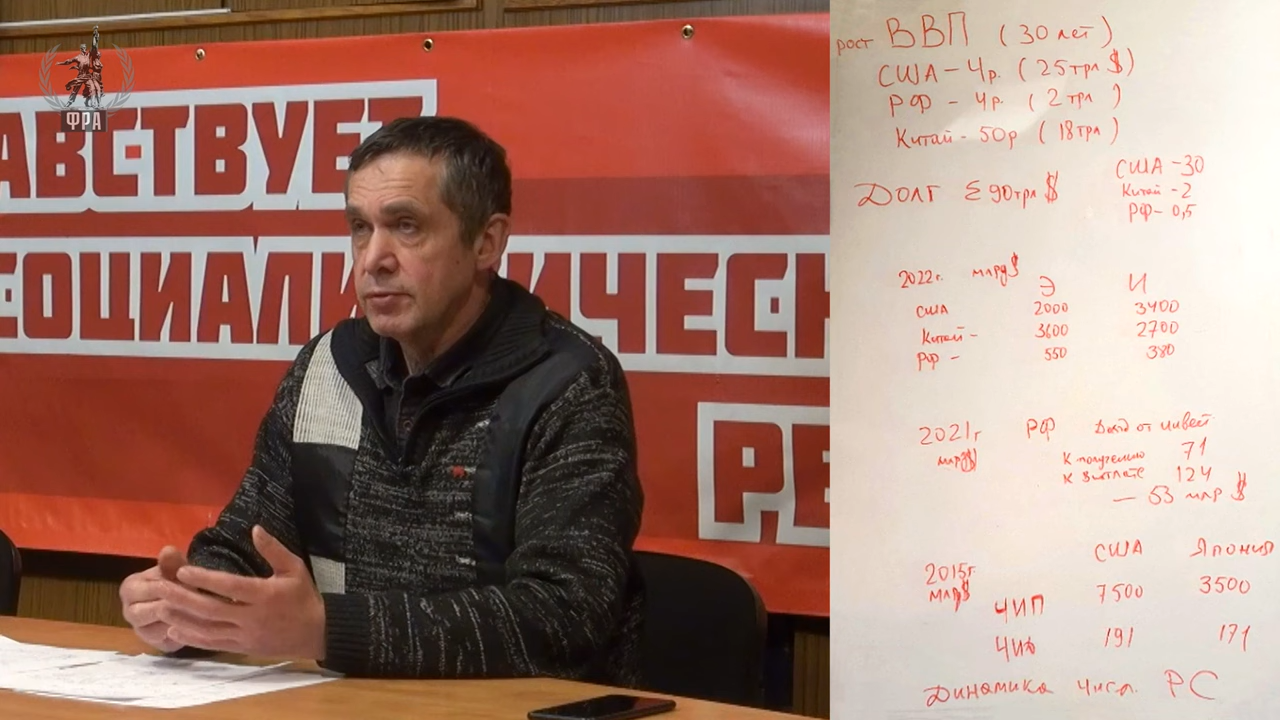 ФРА
АВСТВУЕТ
СОЦИАЛИ ИЧЕСК
РЕ
рост ВВП (30 лет)
США - 4р. (25 трл $)
РФ - 4р. (2 трл )
Китай - 50р (18 трл )
Долг Σ 90 трл $
США - 30
Китай - 2
РФ - 0,5
2022г. млрд $ Э И
США 2000 3400
Китай - 3600 2700
РФ - 550 380
2021г РФ Доход от инвест
млрд $ К получению 71
К выплате 124
— 53 млр $
США Япония
2015г. млрд $
ЧИП 7500 3500
191 171
Динамика числ. РС